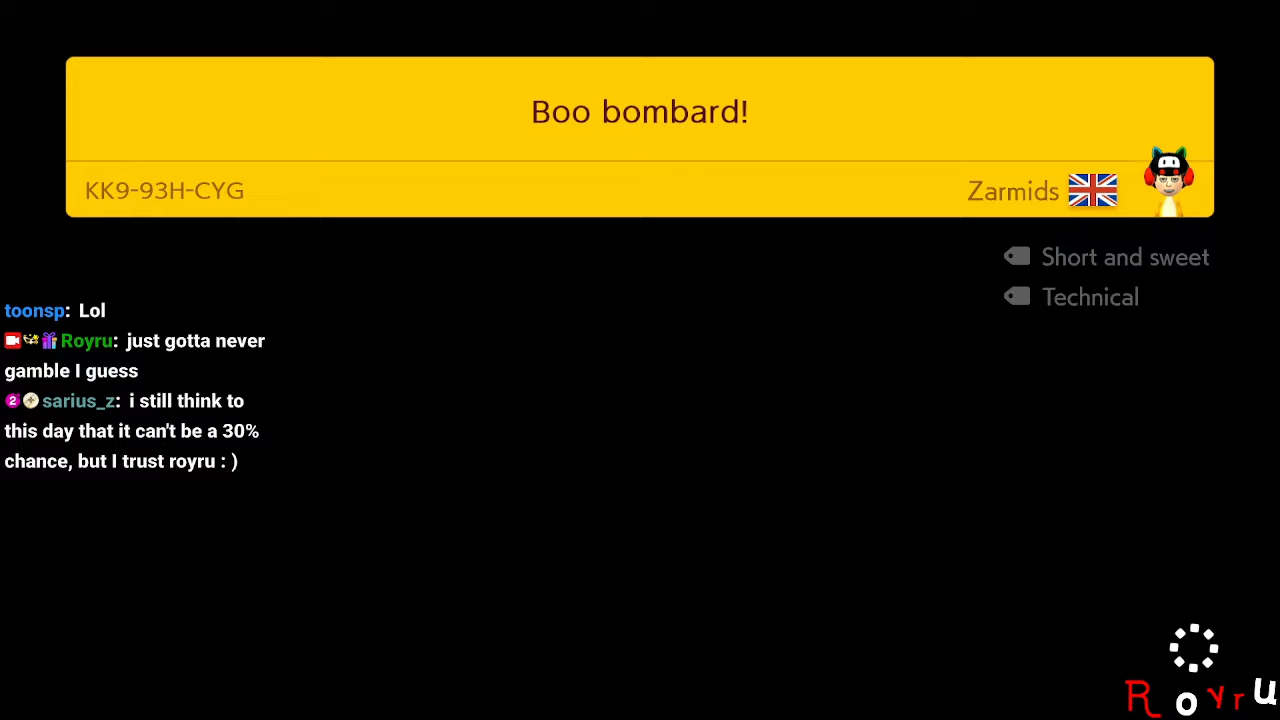 Boo bombard!
KK9-93H-CYG
Zarmids
Short and sweet
Technical
toonsp: Lol
Royru: just gotta never
gamble I guess
2 sarius_z: i still think to
this day that it can't be a 30%
chance, but I trust royru : )
Royru